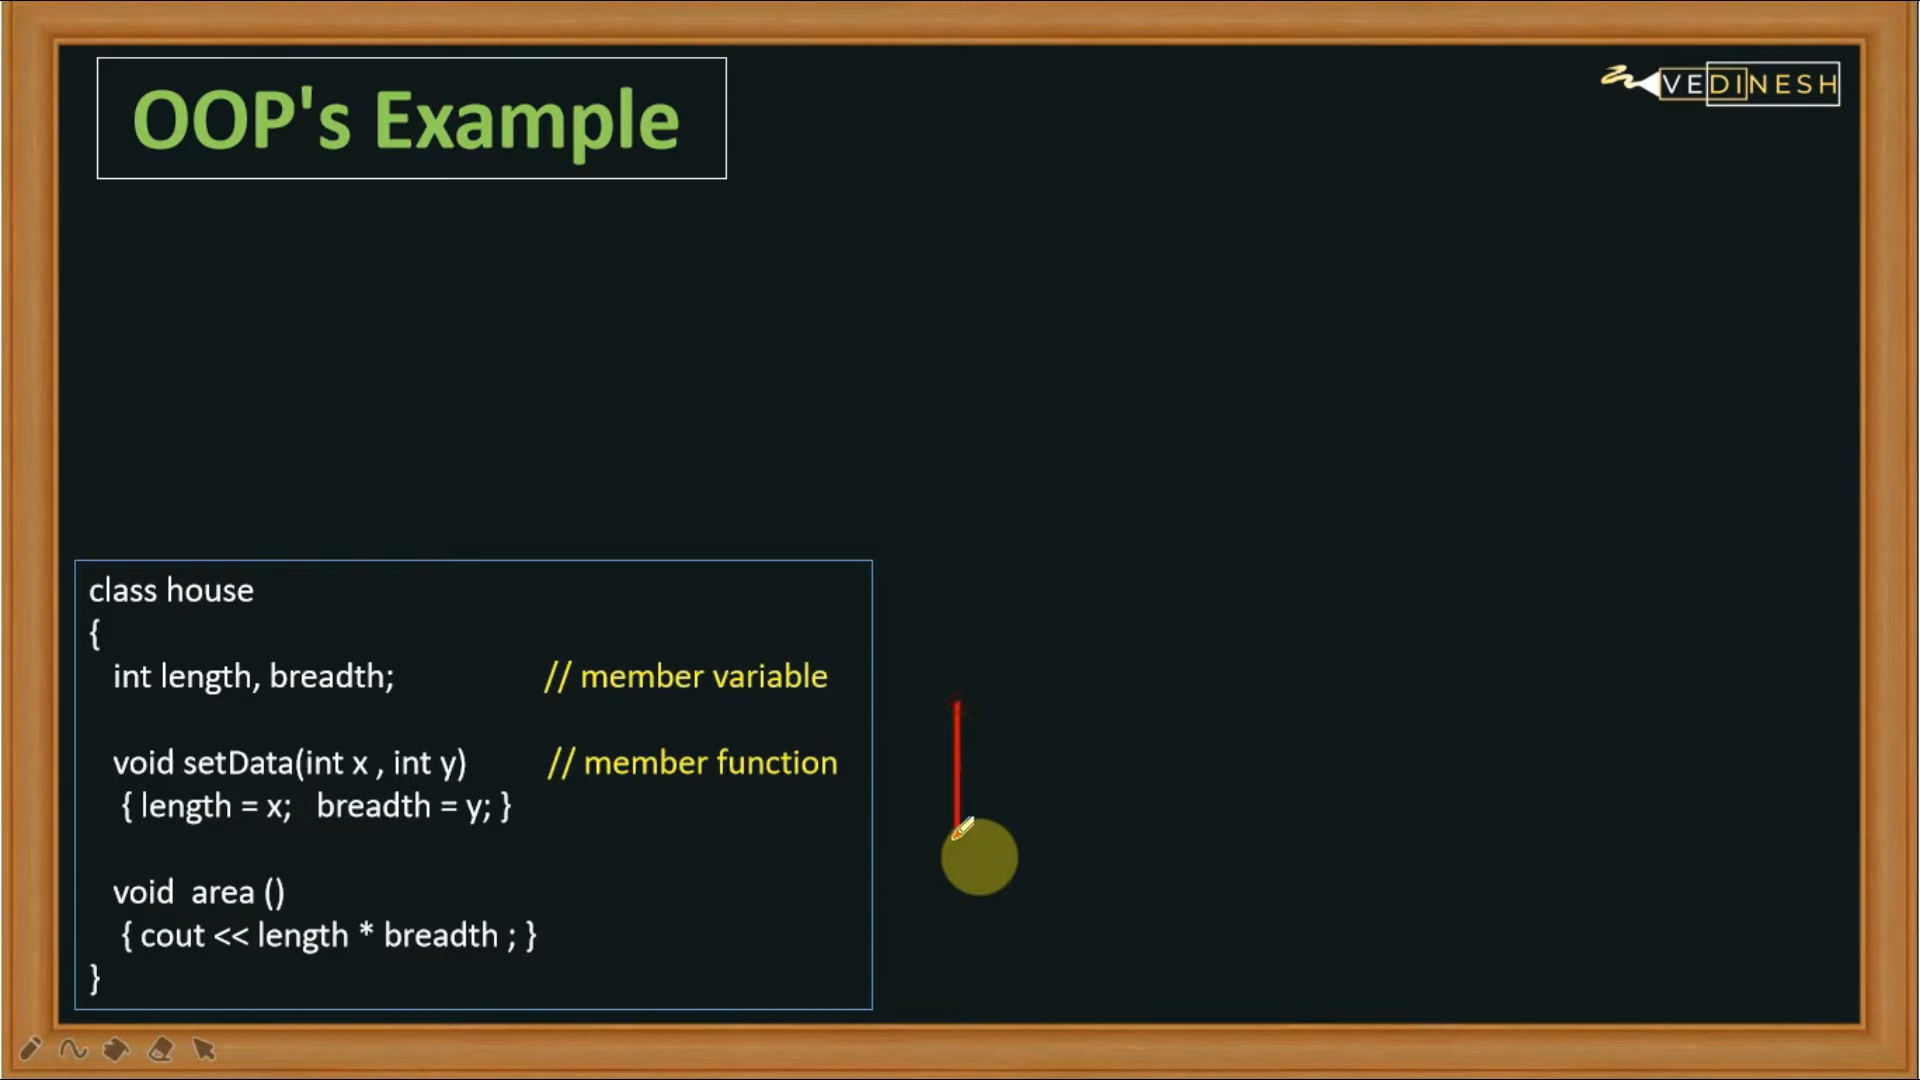 OOP's Example
VEDINESH
class house
{
int length, breadth; // member variable
void setData(int x , int y) // member function
{ length = x; breadth = y; }
void area ()
{ cout << length * breadth ; }
}